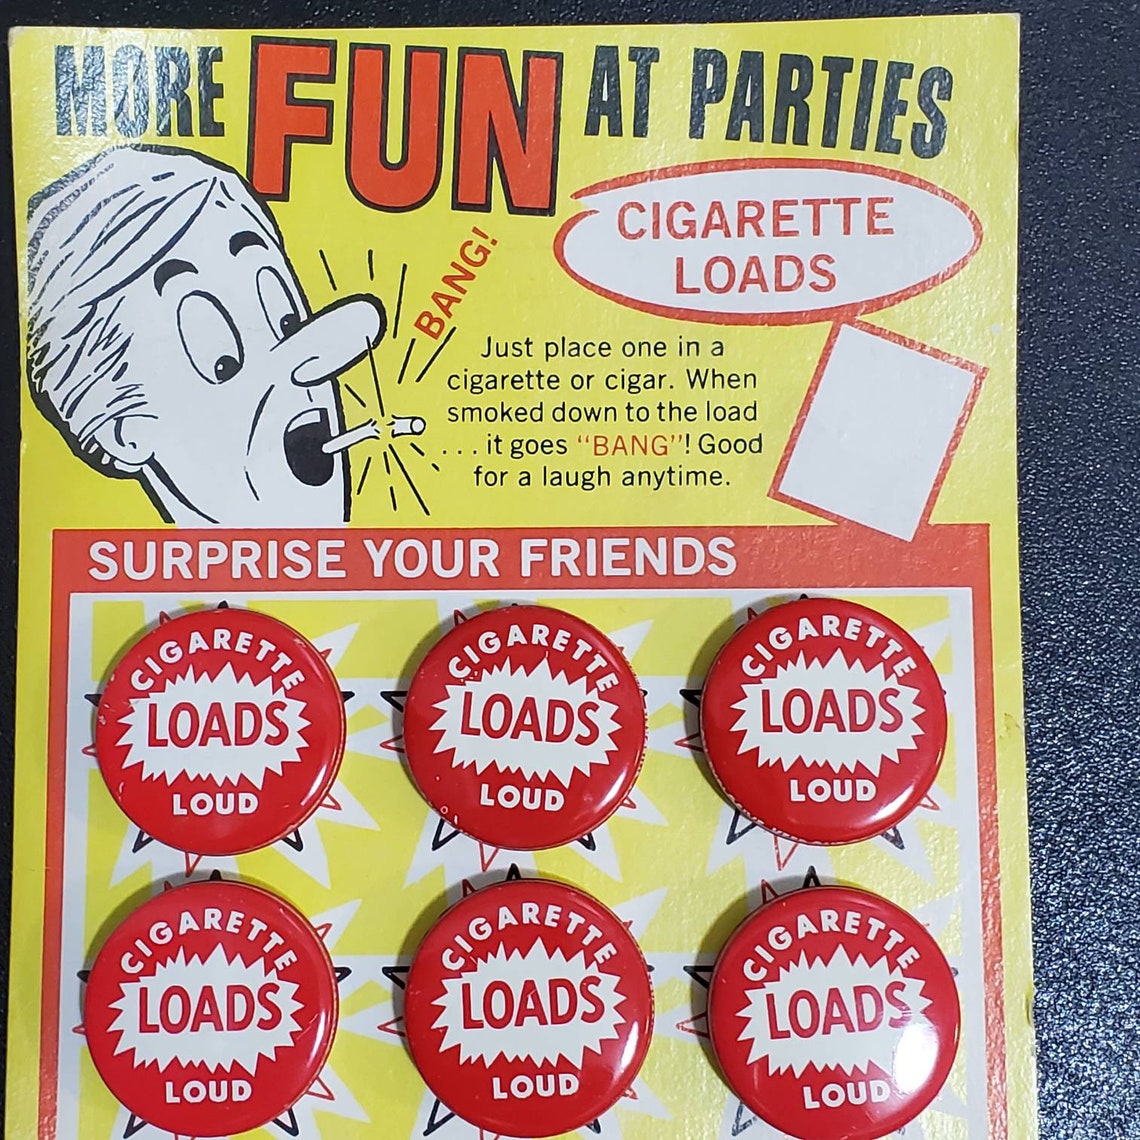 MORE FUN AT PARTIES
CIGARETTE
LOADS
BANG!
Just place one in a
cigarette or cigar. When
smoked down to the load
...it goes "BANG"! Good
for a laugh anytime.
SURPRISE YOUR FRIENDS
CIGARETTE
LOADS
LOUD
CIGARETTE
LOADS
LOUD
CIGARETTE
LOADS
LOUD
CIGARETTE
LOADS
LOUD
CIGARETTE
LOADS
LOUD
CIGARETTE
LOADS
LOUD